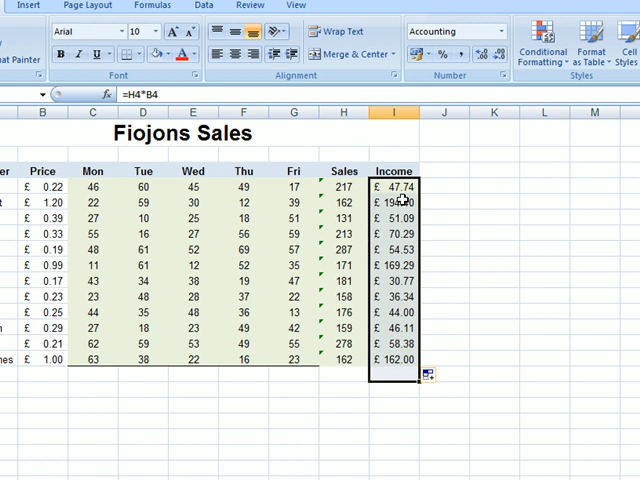 Insert Page Layout Formulas Data Review View
Arial 10 Wrap Text Accounting
Format Painter B I U Merge & Center % , Conditional Formatting Format as Table Cell Styles
Font Alignment Number Styles
=H4*B4
B C D E F G H I J K L M
Fiojons Sales
er Price Mon Tue Wed Thu Fri Sales Income
£ 0.22 46 60 45 49 17 217 £ 47.74
t £ 1.20 22 59 30 12 39 162 £
£ 0.39 27 10 25 18 51 131 £ 51.09
£ 0.33 55 16 27 56 59 213 £ 70.29
£ 0.19 48 61 52 69 57 287 £ 54.53
£ 0.99 11 61 12 52 35 171 £ 169.29
£ 0.17 43 34 38 19 47 181 £ 30.77
£ 0.23 23 48 28 37 22 158 £ 36.34
£ 0.25 44 35 48 36 13 176 £ 44.00
n £ 0.29 27 18 23 49 42 159 £ 46.11
£ 0.21 62 59 53 49 55 278 £ 58.38
nes £ 1.00 63 38 22 16 23 162 £ 162.00